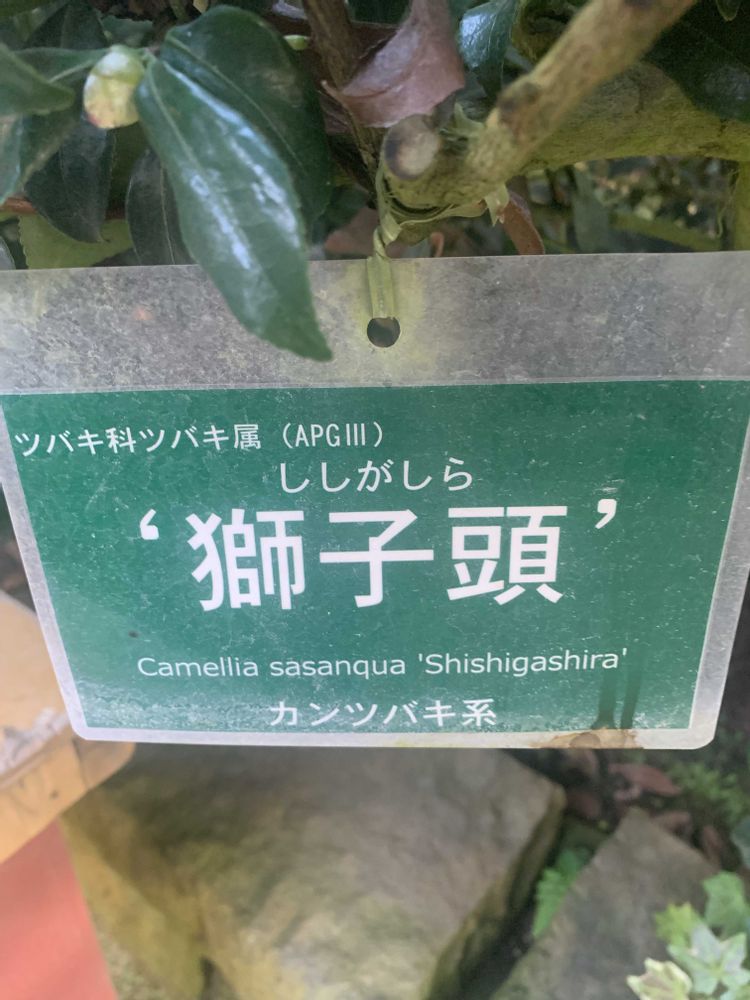 ツバキ科ツバキ属（APGⅢ）
ししがしら
‘獅子頭’
Camellia sasanqua 'Shishigashira'
カンツバキ系